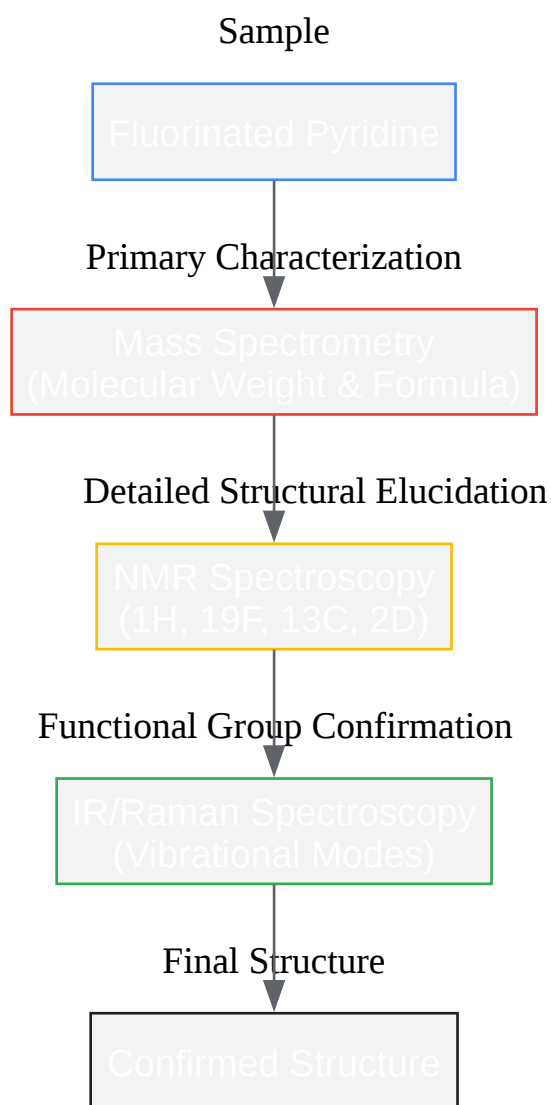 Sample
Fluorinated Pyridine
Primary Characterization
Mass Spectrometry
(Molecular Weight & Formula)
Detailed Structural Elucidation
NMR Spectroscopy
(1H, 19F, 13C, 2D)
Functional Group Confirmation
IR/Raman Spectroscopy
(Vibrational Modes)
Final Structure
Confirmed Structure